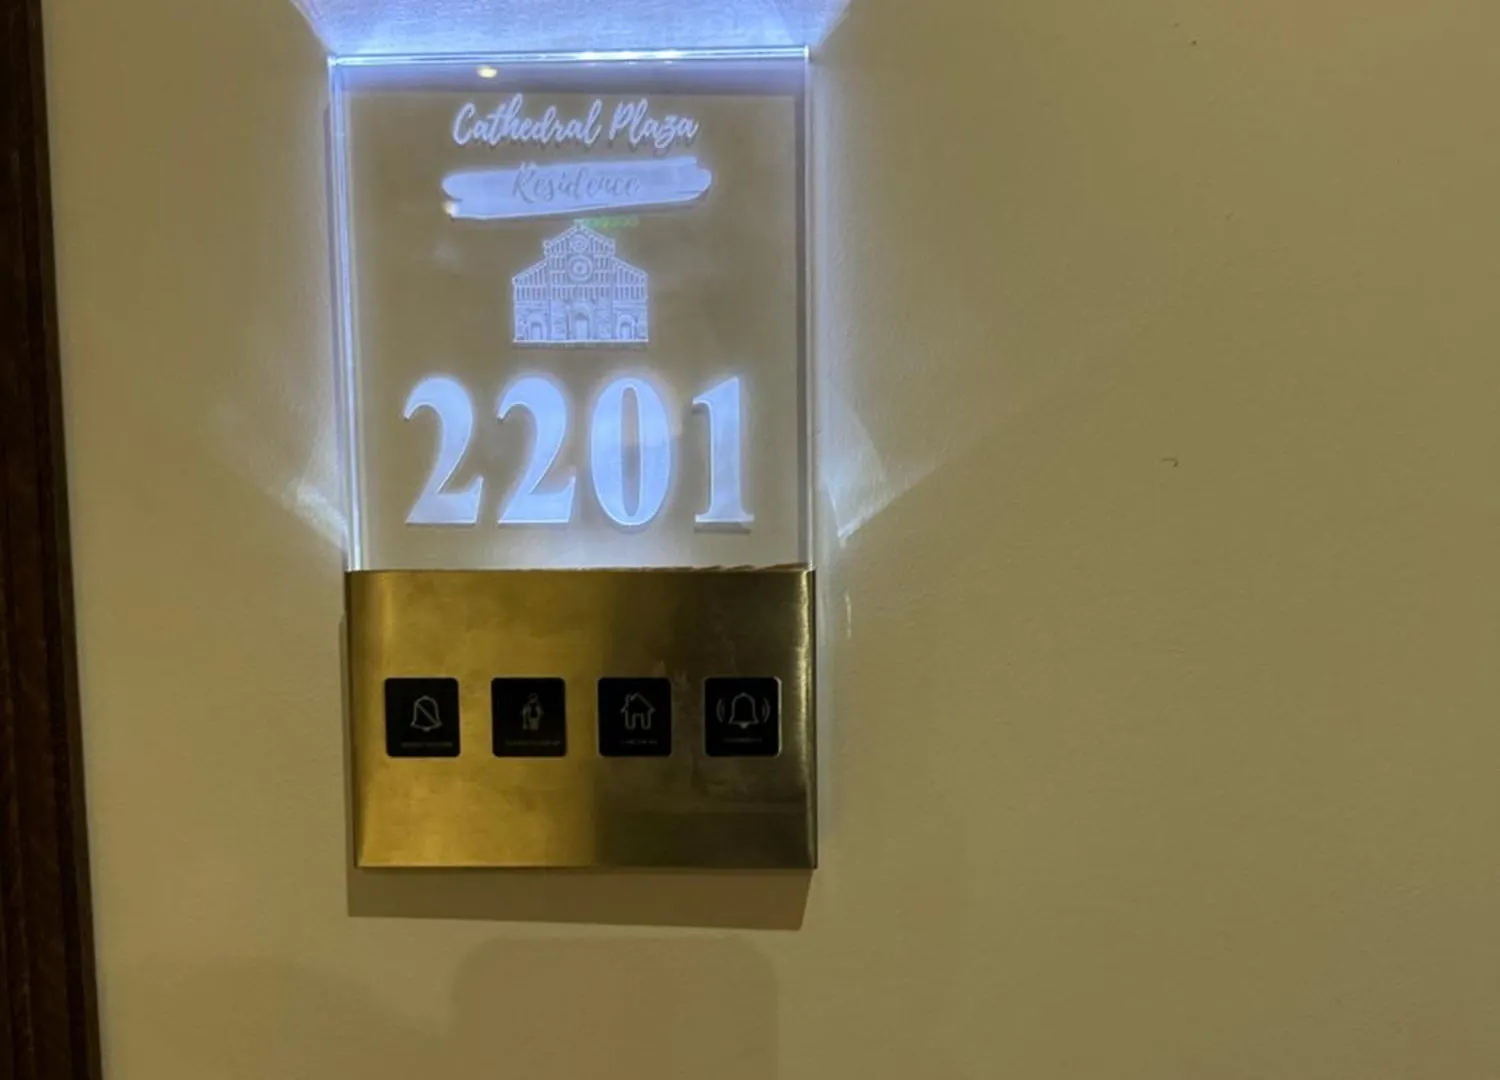 Cathedral Plaza
Residence
2201